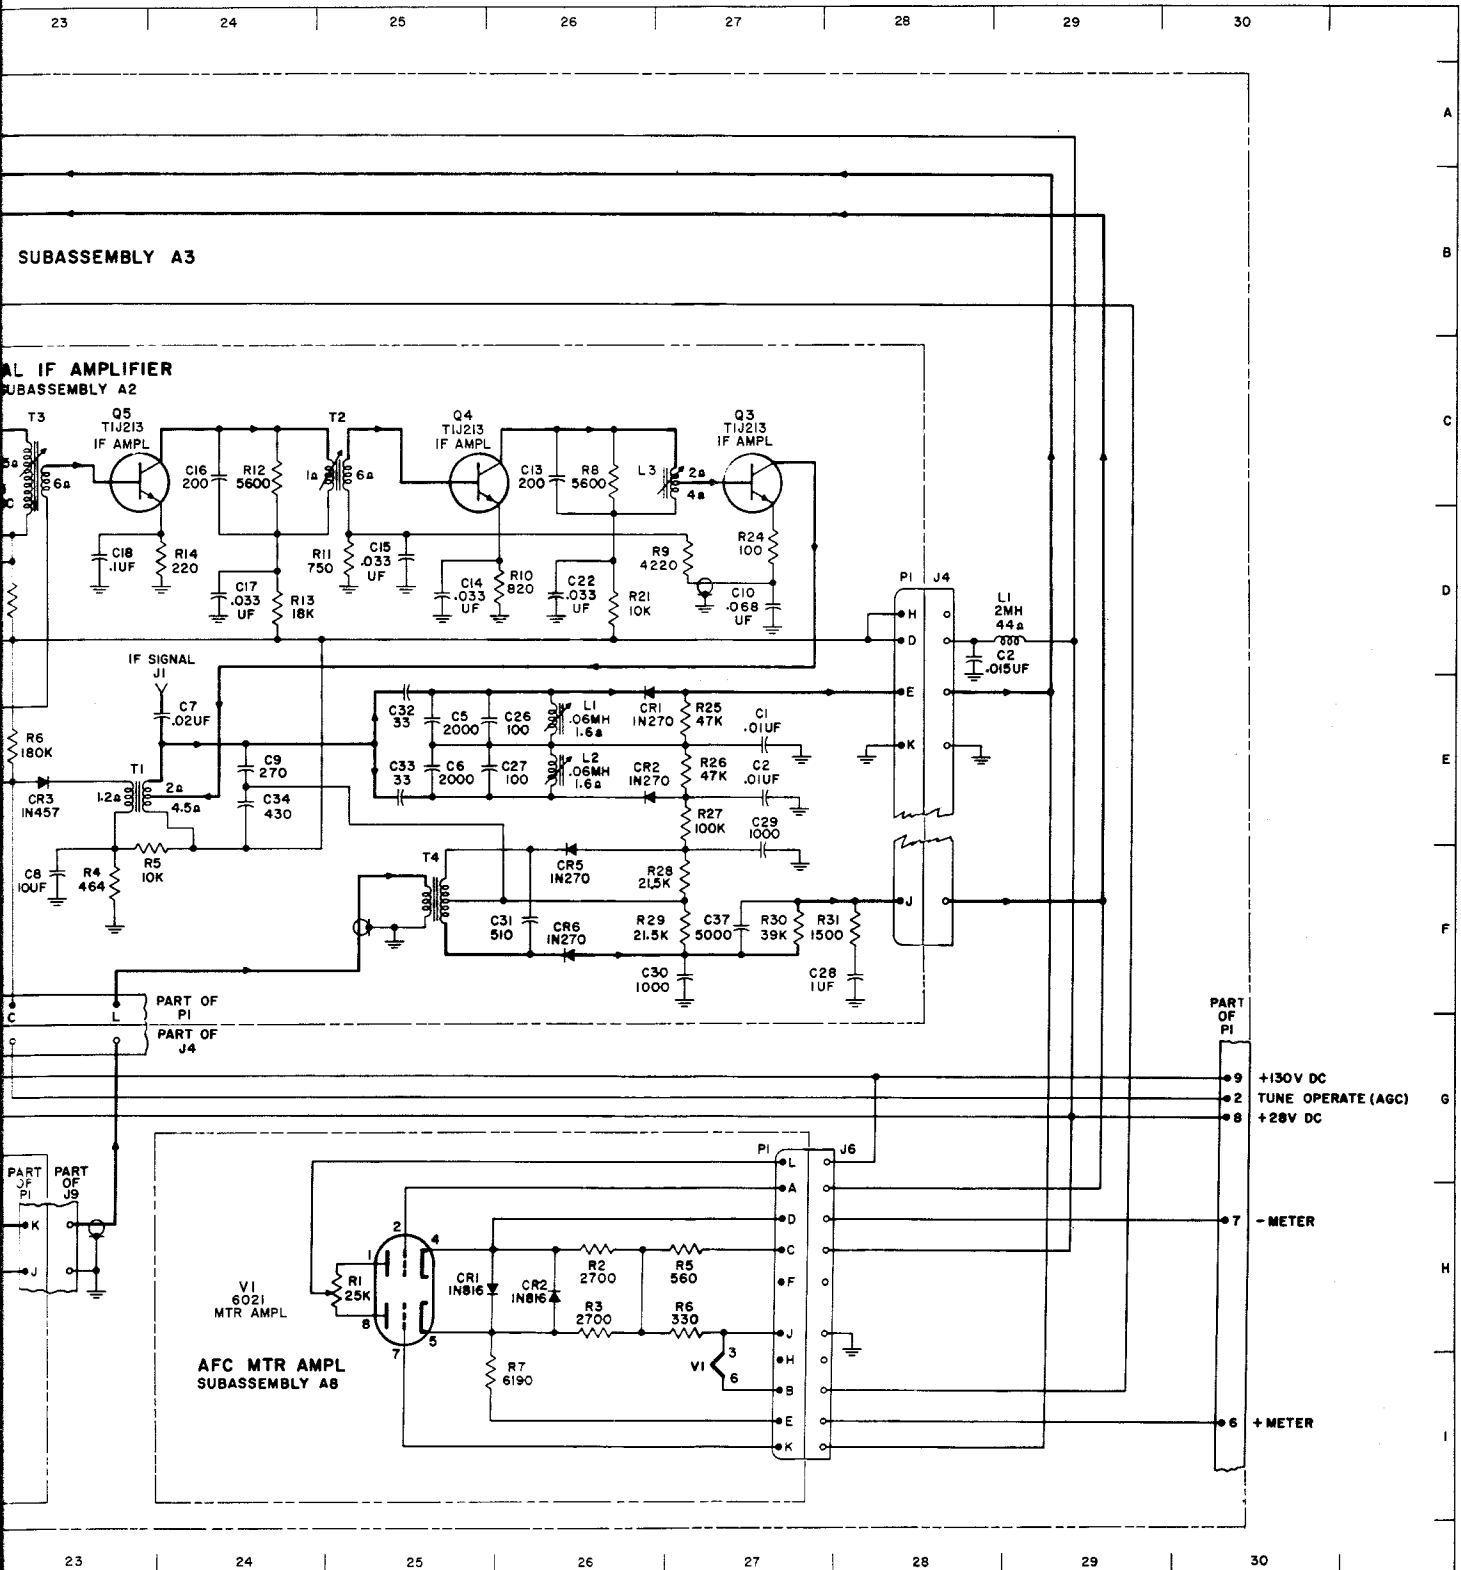 23 24 25 26 27 28 29 30
A
SUBASSEMBLY A3
B
AL IF AMPLIFIER
UBASSEMBLY A2
C
T3
Q5
TIJ213
IF AMPL
T2
Q4
TIJ213
IF AMPL
Q3
TIJ213
IF AMPL
6Ω
C16
200
R12
5600
1Ω
6Ω
C13
200
R8
5600
L3
2Ω
4Ω
C18
.1UF
R14
220
C17
.033
UF
R13
18K
R11
750
C15
.033
UF
C14
.033
UF
R10
820
C22
.033
UF
R21
10K
R9
4220
R24
100
C10
.068
UF
P1 J4
H
D
E
K
J
L1
2MH
44Ω
C2
.015UF
D
IF SIGNAL
J1
C7
.02UF
R6
180K
CR3
1N457
T1
1.2Ω
2Ω
4.5Ω
C9
270
C34
430
C32
33
C33
33
C5
2000
C6
2000
C26
100
C27
100
L1
.06MH
1.6Ω
L2
.06MH
1.6Ω
CR1
1N270
CR2
1N270
R25
47K
R26
47K
R27
100K
C1
.01UF
C2
.01UF
C29
1000
E
C8
10UF
R4
464
R5
10K
T4
CR5
1N270
R28
21.5K
C31
510
CR6
1N270
R29
21.5K
C37
5000
R30
39K
R31
1500
C30
1000
C28
1UF
F
C
L
PART OF
P1
PART OF
J4
PART
OF
P1
9 +130V DC
2 TUNE OPERATE (AGC)
8 +28V DC
G
PART
OF
P1
PART
OF
J9
K
J
P1 J6
L
A
D
C
F
J
H
B
E
K
7 - METER
6 + METER
2
4
1
8
7
5
V1
6021
MTR AMPL
R1
25K
CR1
1N816
CR2
1N816
R2
2700
R3
2700
R5
560
R6
330
R7
6190
V1
3
6
AFC MTR AMPL
SUBASSEMBLY A8
H
I
23 24 25 26 27 28 29 30